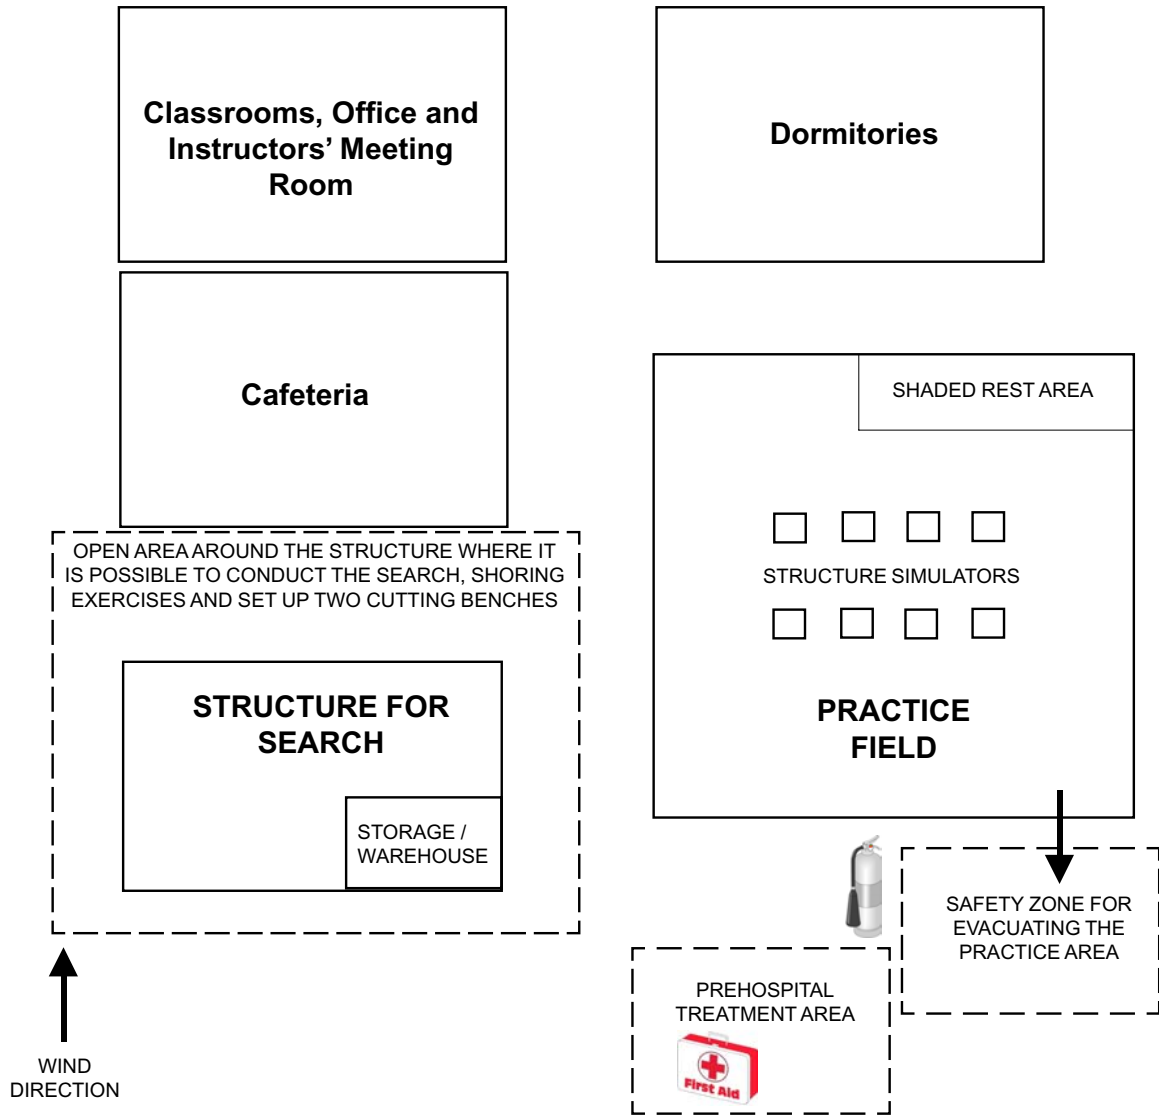 Classrooms, Office and
Instructors’ Meeting
Room
Dormitories
Cafeteria
SHADED REST AREA
STRUCTURE SIMULATORS
PRACTICE
FIELD
OPEN AREA AROUND THE STRUCTURE WHERE IT
IS POSSIBLE TO CONDUCT THE SEARCH, SHORING
EXERCISES AND SET UP TWO CUTTING BENCHES
STRUCTURE FOR
SEARCH
STORAGE /
WAREHOUSE
SAFETY ZONE FOR
EVACUATING THE
PRACTICE AREA
PREHOSPITAL
TREATMENT AREA
First Aid
WIND
DIRECTION